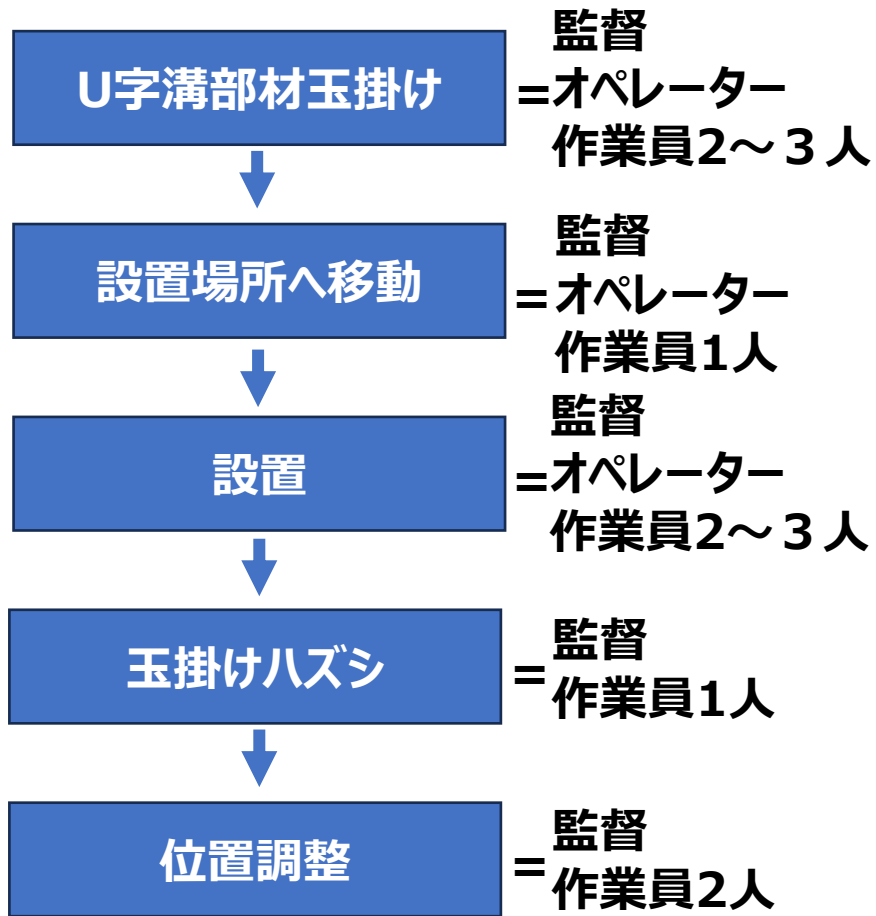 U字溝部材玉掛け
監督
=オペレーター
作業員2～３人
設置場所へ移動
監督
=オペレーター
作業員1人
設置
監督
=オペレーター
作業員2～３人
玉掛けハズシ
監督
=
作業員1人
位置調整
監督
=
作業員2人